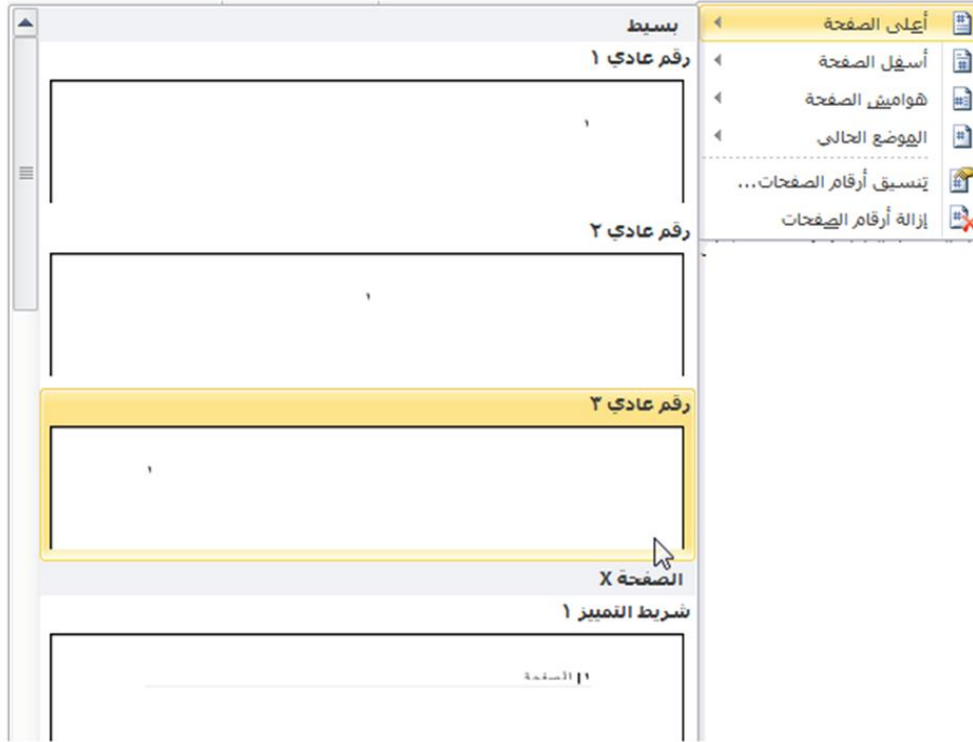 أعلى الصفحة
أسفل الصفحة
هوامش الصفحة
الموضع الحالي
تنسيق أرقام الصفحات...
إزالة أرقام الصفحات
بسيط
رقم عادي ١
١
رقم عادي ٢
١
رقم عادي ٣
١
الصفحة X
شريط التمييز ١
١| الصفحة